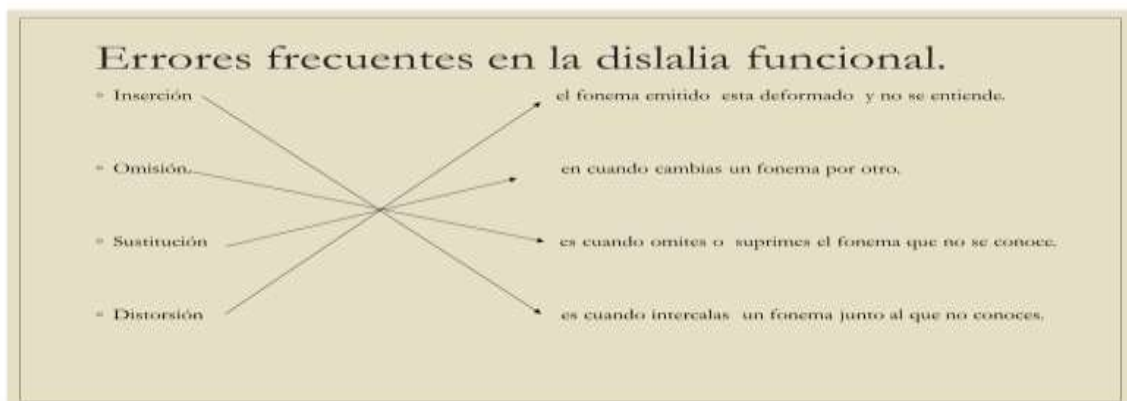 Errores frecuentes en la dislalia funcional.
Inserción el fonema emitido esta deformado y no se entiende.
Omisión. en cuando cambias un fonema por otro.
Sustitución es cuando omites o suprimes el fonema que no se conoce.
Distorsión es cuando intercalas un fonema junto al que no conoces.